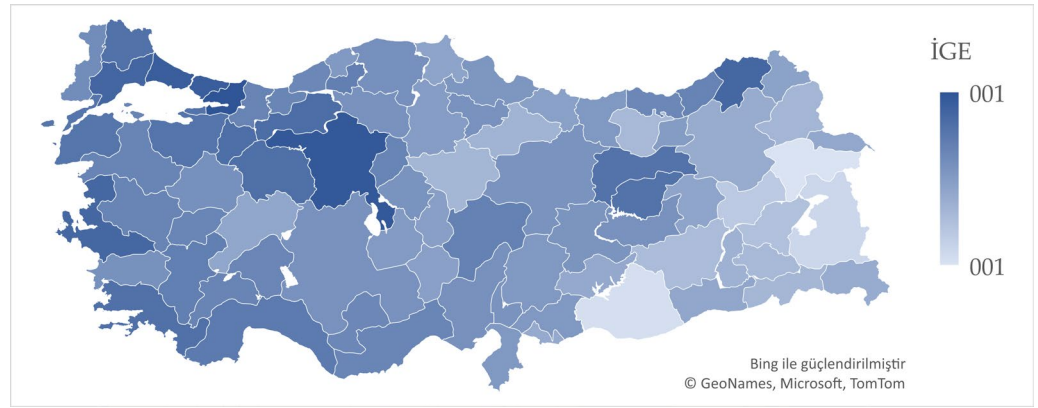 İGE
001
001
Bing ile güçlendirilmiştir
© GeoNames, Microsoft, TomTom